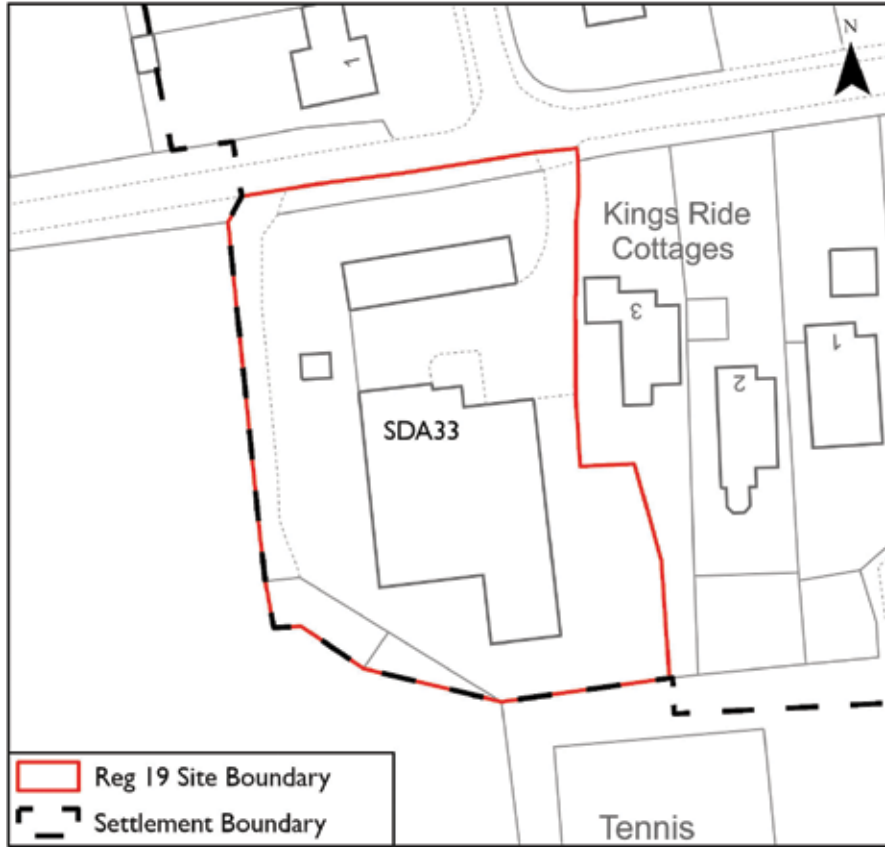 N
1
Kings Ride
Cottages
3
2
1
SDA33
Reg 19 Site Boundary
Settlement Boundary
Tennis